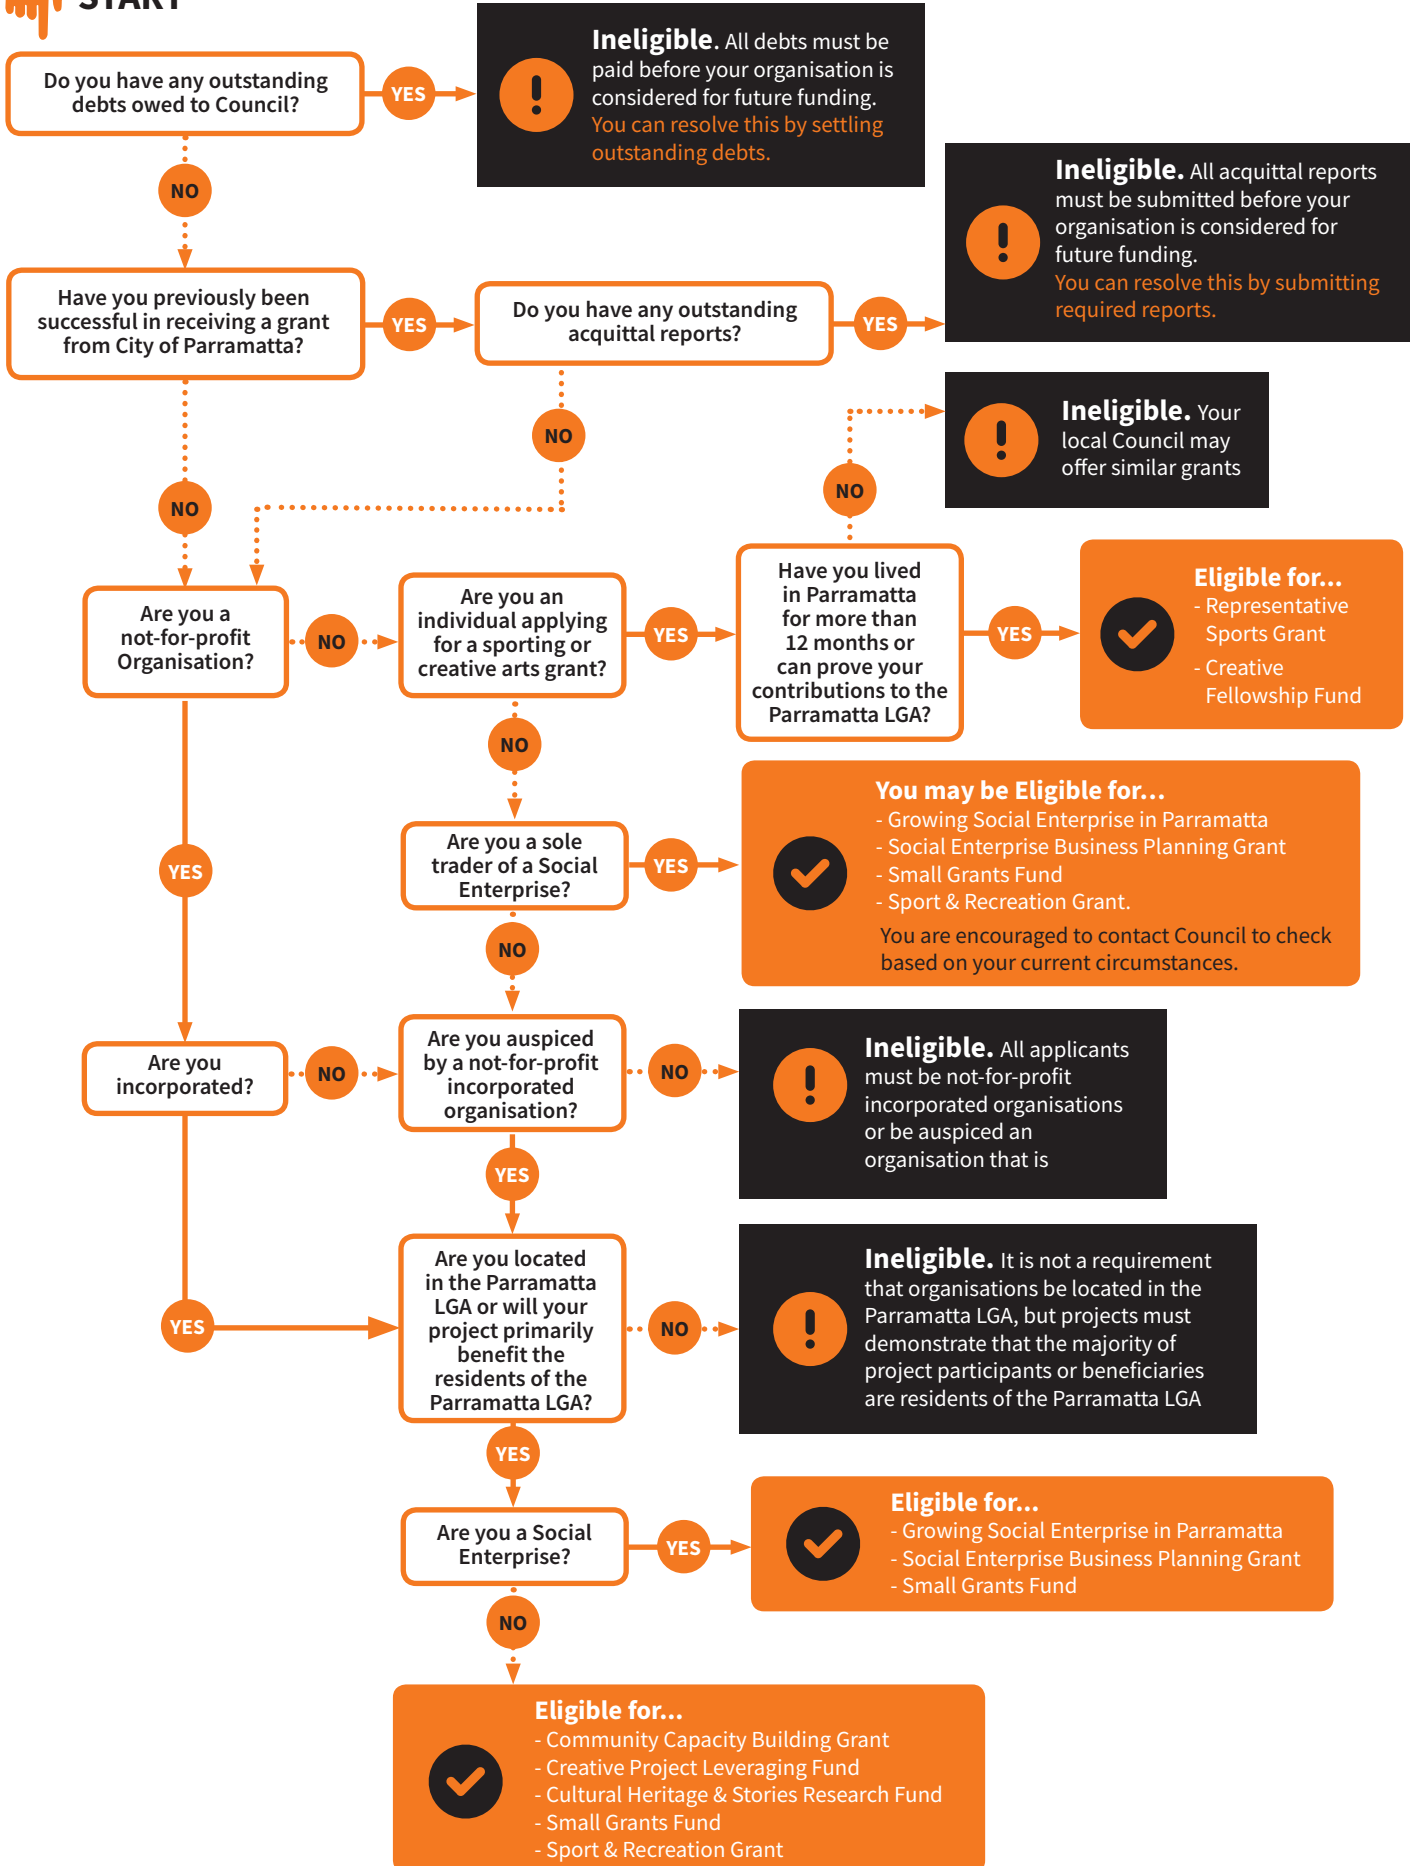 START
Do you have any outstanding
debts owed to Council?
YES
Ineligible. All debts must be
paid before your organisation is
considered for future funding.
You can resolve this by settling
outstanding debts.
NO
Ineligible. All acquittal reports
must be submitted before your
organisation is considered for
future funding.
You can resolve this by submitting
required reports.
Have you previously been
successful in receiving a grant
from City of Parramatta?
YES
Do you have any outstanding
acquittal reports?
YES
NO
NO
Ineligible. Your
local Council may
offer similar grants
NO
Are you a
not-for-profit
Organisation?
NO
Are you an
individual applying
for a sporting or
creative arts grant?
YES
Have you lived
in Parramatta
for more than
12 months or
can prove your
contributions to the
Parramatta LGA?
YES
Eligible for...
- Representative
Sports Grant
- Creative
Fellowship Fund
NO
YES
Are you a sole
trader of a Social
Enterprise?
YES
You may be Eligible for...
- Growing Social Enterprise in Parramatta
- Social Enterprise Business Planning Grant
- Small Grants Fund
- Sport & Recreation Grant.
You are encouraged to contact Council to check
based on your current circumstances.
NO
Are you
incorporated?
NO
Are you auspiced
by a not-for-profit
incorporated
organisation?
NO
Ineligible. All applicants
must be not-for-profit
incorporated organisations
or be auspiced an
organisation that is
YES
YES
Are you located
in the Parramatta
LGA or will your
project primarily
benefit the
residents of the
Parramatta LGA?
NO
Ineligible. It is not a requirement
that organisations be located in the
Parramatta LGA, but projects must
demonstrate that the majority of
project participants or beneficiaries
are residents of the Parramatta LGA
YES
Are you a Social
Enterprise?
YES
Eligible for...
- Growing Social Enterprise in Parramatta
- Social Enterprise Business Planning Grant
- Small Grants Fund
NO
Eligible for...
- Community Capacity Building Grant
- Creative Project Leveraging Fund
- Cultural Heritage & Stories Research Fund
- Small Grants Fund
- Sport & Recreation Grant